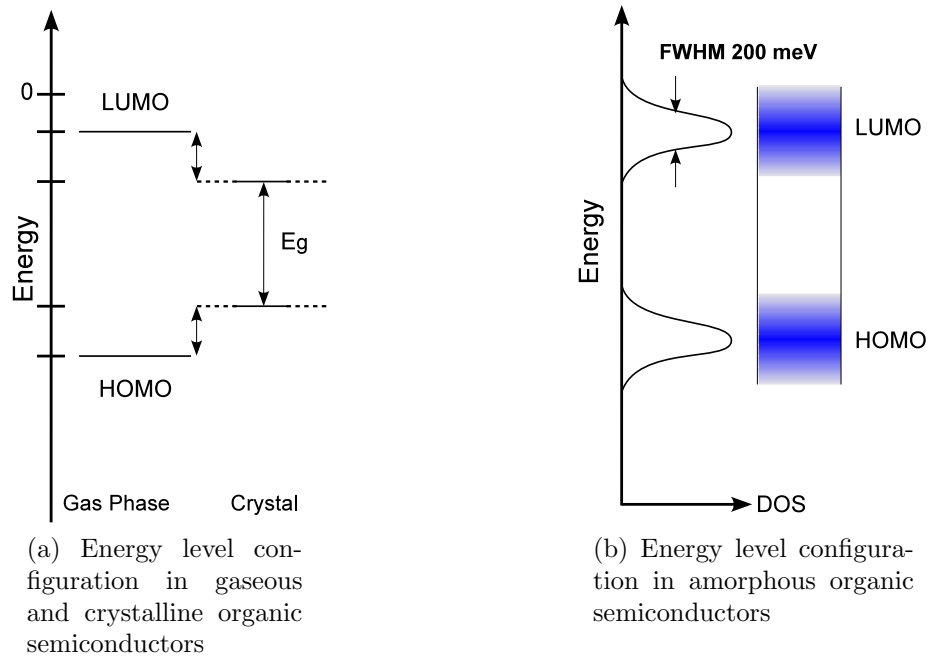 0
LUMO
Energy
Eg
HOMO
Gas Phase
Crystal
(a) Energy level con-
figuration in gaseous
and crystalline organic
semiconductors
FWHM 200 meV
LUMO
Energy
HOMO
DOS
(b) Energy level configura-
tion in amorphous organic
semiconductors